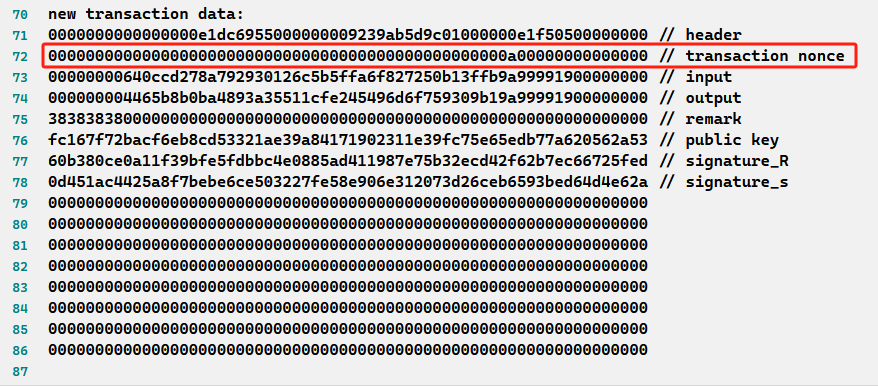 70 new transaction data:
71 0000000000000000e1dc6955000000009239ab5d9c01000000e1f50500000000 // header
72 0000000000000000000000000000000000000000000000000a00000000000000 // transaction nonce
73 00000000640ccd278a792930126c5b5ffa6f827250b13ffb9a99991900000000 // input
74 000000004465b8b0ba4893a35511cfe245496d6f759309b19a99991900000000 // output
75 3838383800000000000000000000000000000000000000000000000000000000 // remark
76 fc167f72bacf6eb8cd53321ae39a84171902311e39fc75e65edb77a620562a53 // public key
77 60b380ce0a11f39bfe5fdbbc4e0885ad411987e75b32ecd42f62b7ec66725fed // signature_R
78 0d451ac4425a8f7bebe6ce503227fe58e906e312073d26ceb6593bed64d4e62a // signature_s
79 0000000000000000000000000000000000000000000000000000000000000000
80 0000000000000000000000000000000000000000000000000000000000000000
81 0000000000000000000000000000000000000000000000000000000000000000
82 0000000000000000000000000000000000000000000000000000000000000000
83 0000000000000000000000000000000000000000000000000000000000000000
84 0000000000000000000000000000000000000000000000000000000000000000
85 0000000000000000000000000000000000000000000000000000000000000000
86 0000000000000000000000000000000000000000000000000000000000000000
87